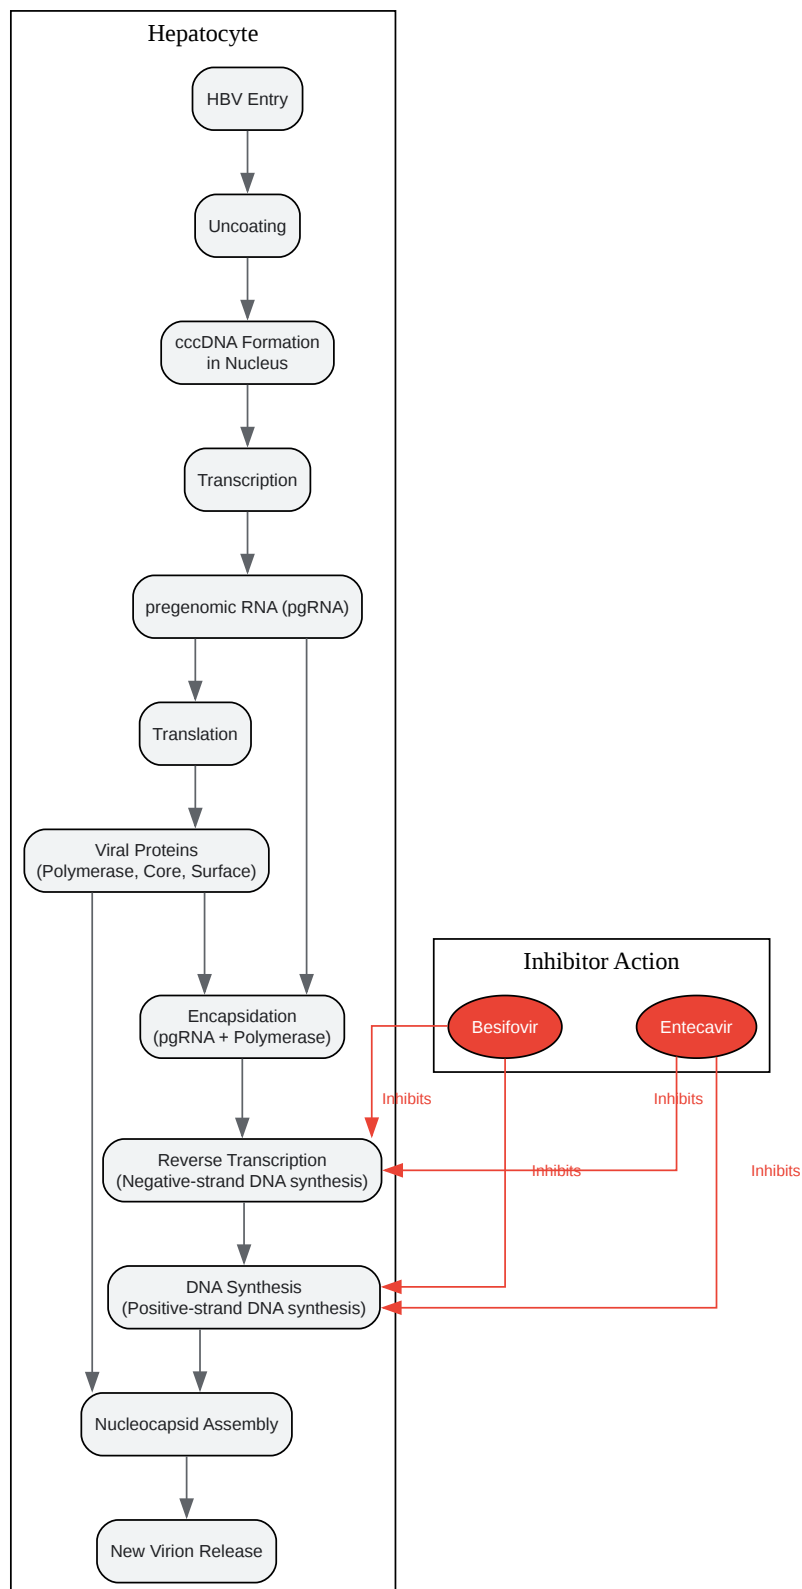 Hepatocyte
HBV Entry
Uncoating
cccDNA Formation
in Nucleus
Transcription
pregenomic RNA (pgRNA)
Translation
Viral Proteins
(Polymerase, Core, Surface)
Inhibitor Action
Encapsidation
(pgRNA + Polymerase)
Besifovir
Entecavir
Inhibits
Inhibits
Reverse Transcription
(Negative-strand DNA synthesis)
Inhibits
Inhibits
DNA Synthesis
(Positive-strand DNA synthesis)
Nucleocapsid Assembly
New Virion Release